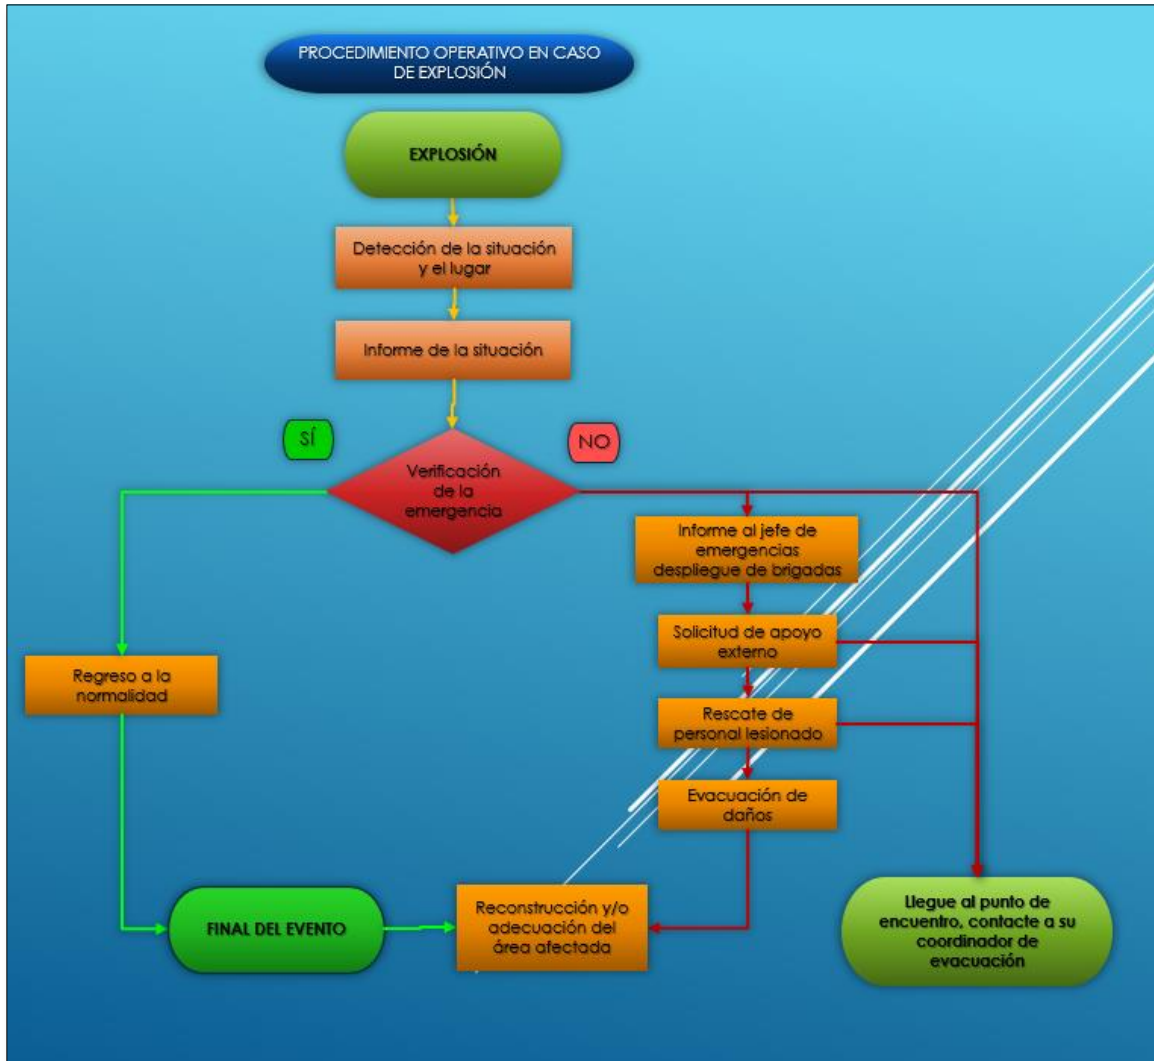 PROCEDIMIENTO OPERATIVO EN CASO
DE EXPLOSIÓN
EXPLOSIÓN
Detección de la situación
y el lugar
Informe de la situación
SÍ
NO
Verificación
de la
emergencia
Informe al jefe de
emergencias
despliegue de brigadas
Solicitud de apoyo
externo
Regreso a la
normalidad
Rescate de
personal lesionado
Evacuación de
daños
FINAL DEL EVENTO
Reconstrucción y/o
adecuación del
área afectada
Llegue al punto de
encuentro, contacte a su
coordinador de
evacuación